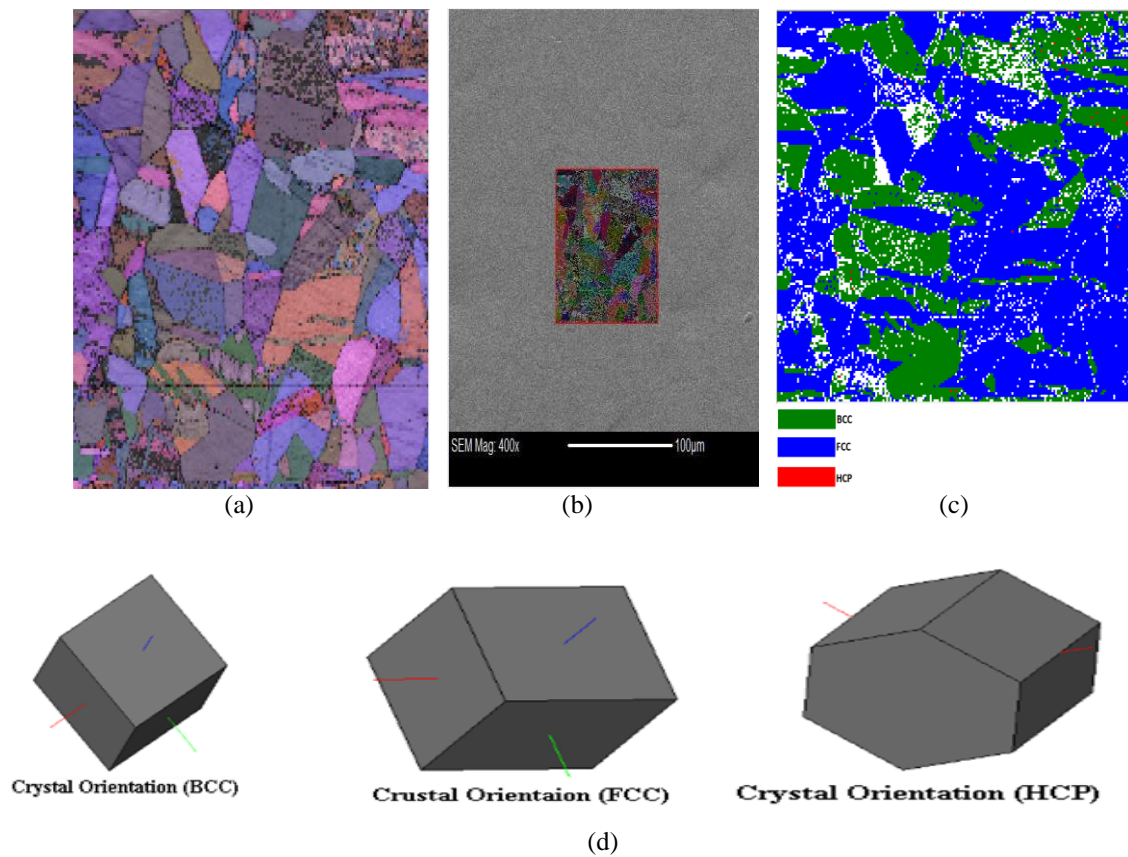 SEM Mag: 400x 100µm
BCC
FCC
HCP
(a) (b) (c)
Crystal Orientation (BCC) Crustal Orientaion (FCC) Crystal Orientation (HCP)
(d)